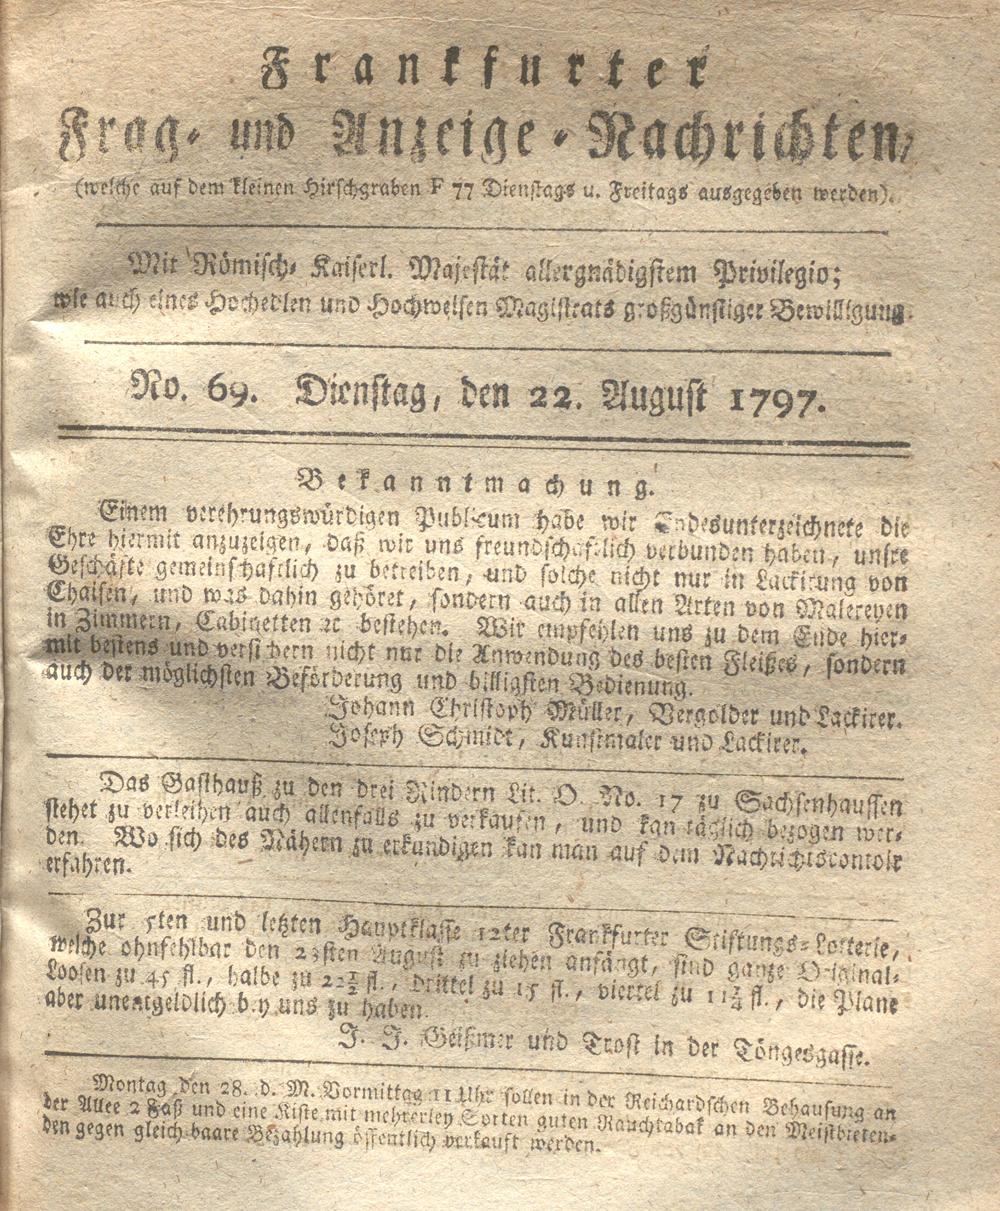 Frankfurter
Frag- und Anzeige-Nachrichten,
(welche auf dem kleinen Hirschgraben F 77 Dienstags u. Freitags ausgegeben werden).
Mit Römisch- Kaiserl. Majestät allergnädigstem Privilegio;
wie auch eines Hochedlen und Hochweisen Magistrats großgünstiger Bewilligung.
No. 69. Dienstag, den 22. August 1797.
Bekanntmachung.
Einem verehrungswürdigen Publikum habe wir Endesunterzeichnete die
Ehre hiermit anzuzeigen, daß wir uns freundschaftlich verbunden haben, unsre
Geschäfte gemeinschaftlich zu betreiben, und solche nicht nur in Lackirung von
Chaisen, und was dahin gehöret, sondern auch in allen Arten von Malereyen
in Zimmern, Cabinetten ꝛc bestehen. Wir empfehlen uns zu dem Ende hier-
mit bestens und versichern nicht nur die Anwendung des besten Fleißes, sondern
auch der möglichsten Beförderung und billigsten Bedienung.
Johann Christoph Müller, Vergolder und Lackirer.
Joseph Schmidt, Kunstmaler und Lackirer.
Das Gasthauß zu den drei Rindern Lit. O. No. 17 zu Sachsenhaussen
stehet zu verleihen auch allenfalls zu verkaufen, und kan täglich bezogen wer-
den. Wo sich des Nähern zu erkundigen kan man auf dem Nachrichtscontoir
erfahren.
Zur 5ten und letzten Hauptklasse 12ter Frankfurter Stiftungs-Lotterie,
welche ohnfehlbar den 23sten August zu ziehen anfängt, sind ganze Original-
Loosen zu 45 fl., halbe zu 22½ fl., drittel zu 15 fl., viertel zu 11¼ fl., die Plane
aber unentgeldlich bey uns zu haben.
J. J. Geißmer und Trost in der Töngesgasse.
Montag den 28. d. M. Vormittag 11 Uhr sollen in der Reichardschen Behausung an
der Allee 2 Faß und eine Kiste mit mehrerley Sorten guten Rauchtabak an den Meistbieten-
den gegen gleich baare Bezahlung öffentlich verkauft werden.